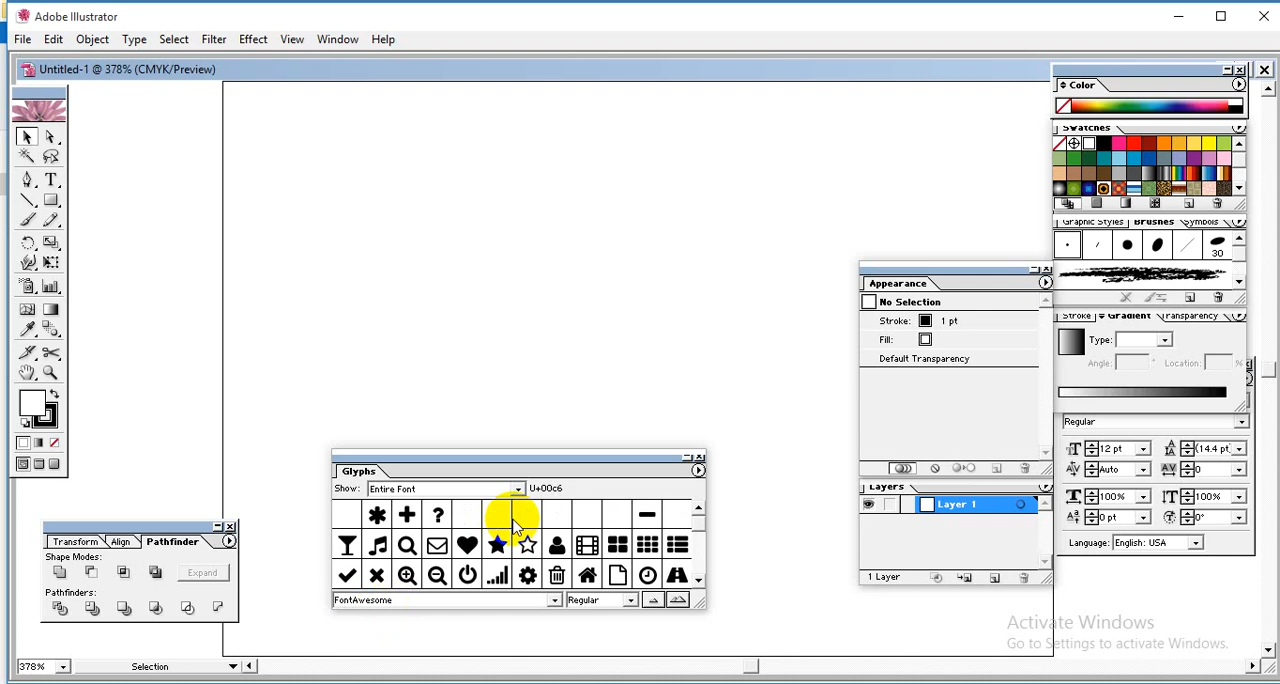 Adobe Illustrator
File Edit Object Type Select Filter Effect View Window Help
Untitled-1 @ 378% (CMYK/Preview)
Color
Swatches
Graphic Styles Brushes Symbols
30
Appearance
No Selection
Stroke: 1 pt
Fill:
Default Transparency
Stroke Gradient Transparency
Type:
Angle: ° Location: %
Regular
12 pt (14.4 pt)
Auto 0
100% 100%
0 pt 0°
Language: English: USA
Layers
Layer 1
1 Layer
Glyphs
Show: Entire Font U+00c6
FontAwesome Regular
Transform Align Pathfinder
Shape Modes:
Expand
Pathfinders:
Activate Windows
Go to Settings to activate Windows.
378% Selection